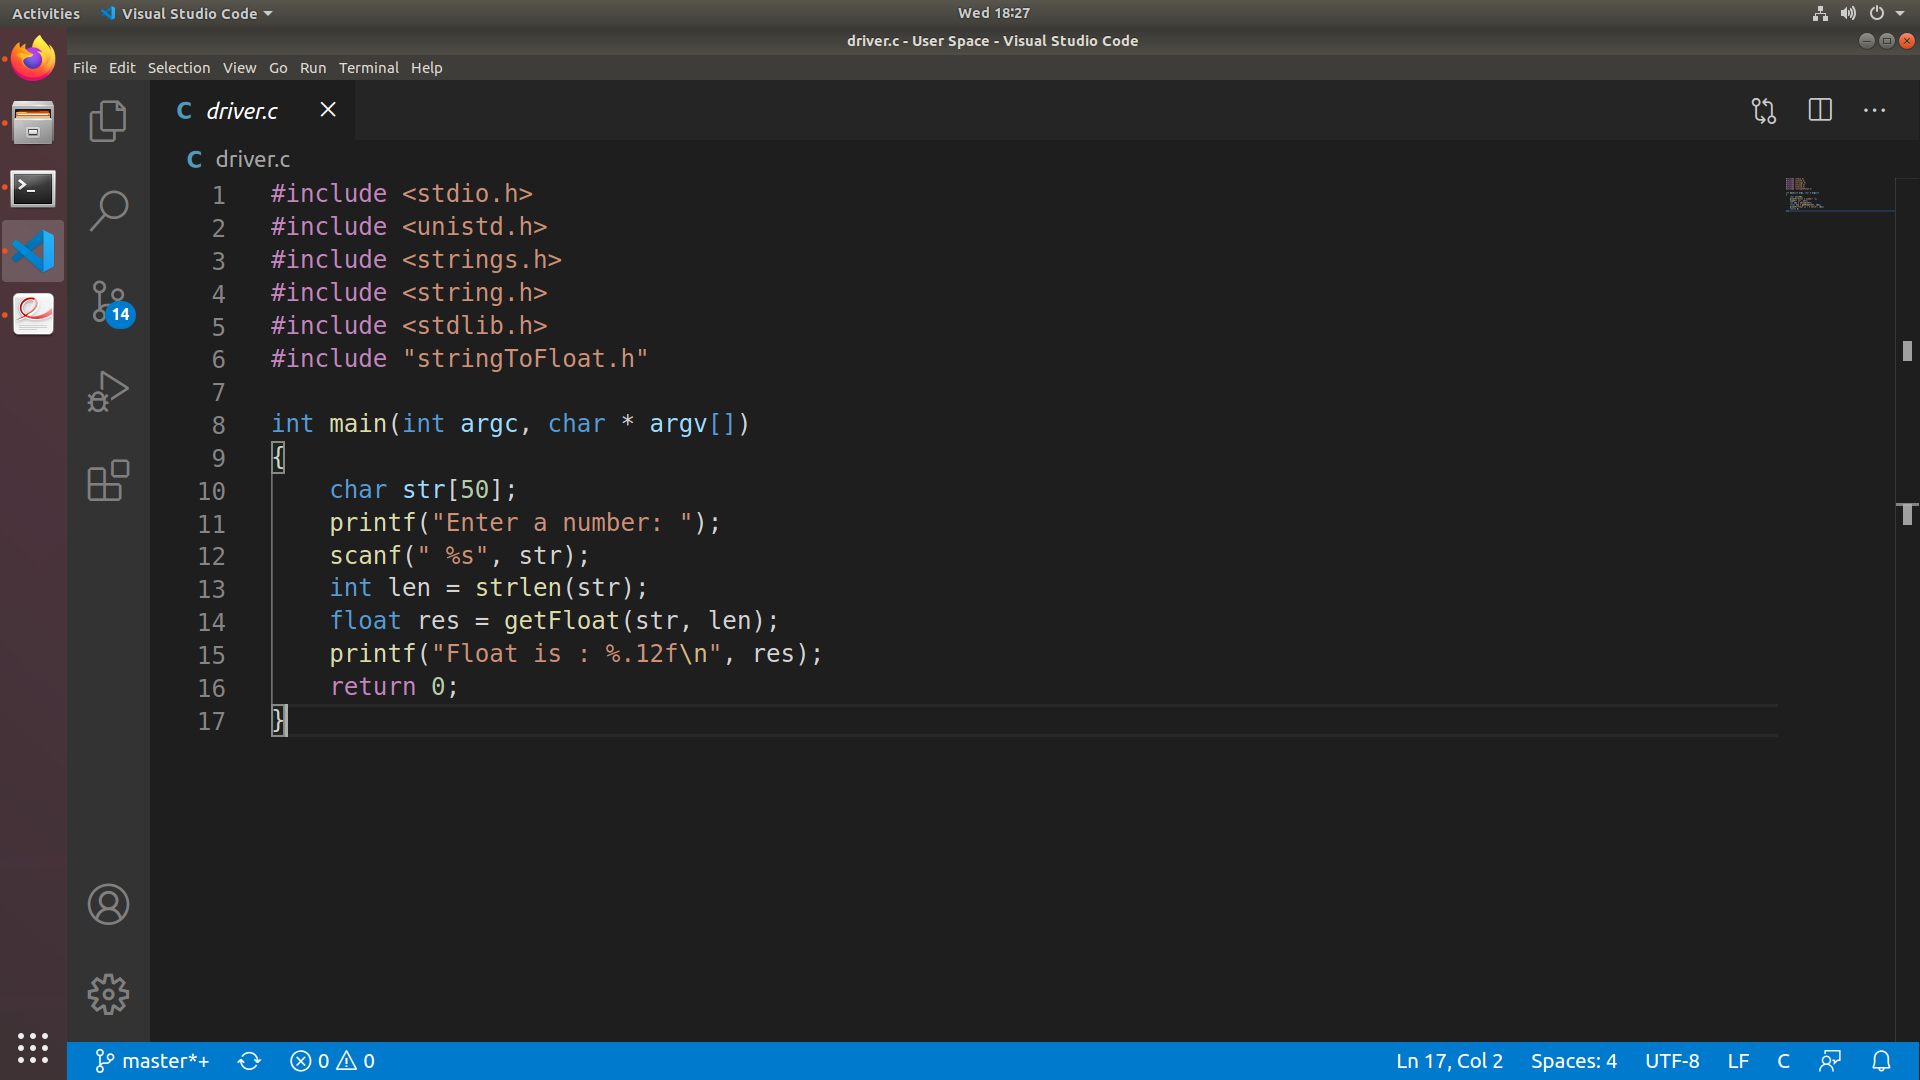 Activities Visual Studio Code Wed 18:27
driver.c - User Space - Visual Studio Code
File Edit Selection View Go Run Terminal Help
C driver.c
C driver.c
1 #include <stdio.h>
2 #include <unistd.h>
3 #include <strings.h>
4 #include <string.h>
5 #include <stdlib.h>
6 #include "stringToFloat.h"
7
8 int main(int argc, char * argv[])
9 {
10 char str[50];
11 printf("Enter a number: ");
12 scanf(" %s", str);
13 int len = strlen(str);
14 float res = getFloat(str, len);
15 printf("Float is : %.12f\n", res);
16 return 0;
17 }
14
master*+ 0 0 Ln 17, Col 2 Spaces: 4 UTF-8 LF C